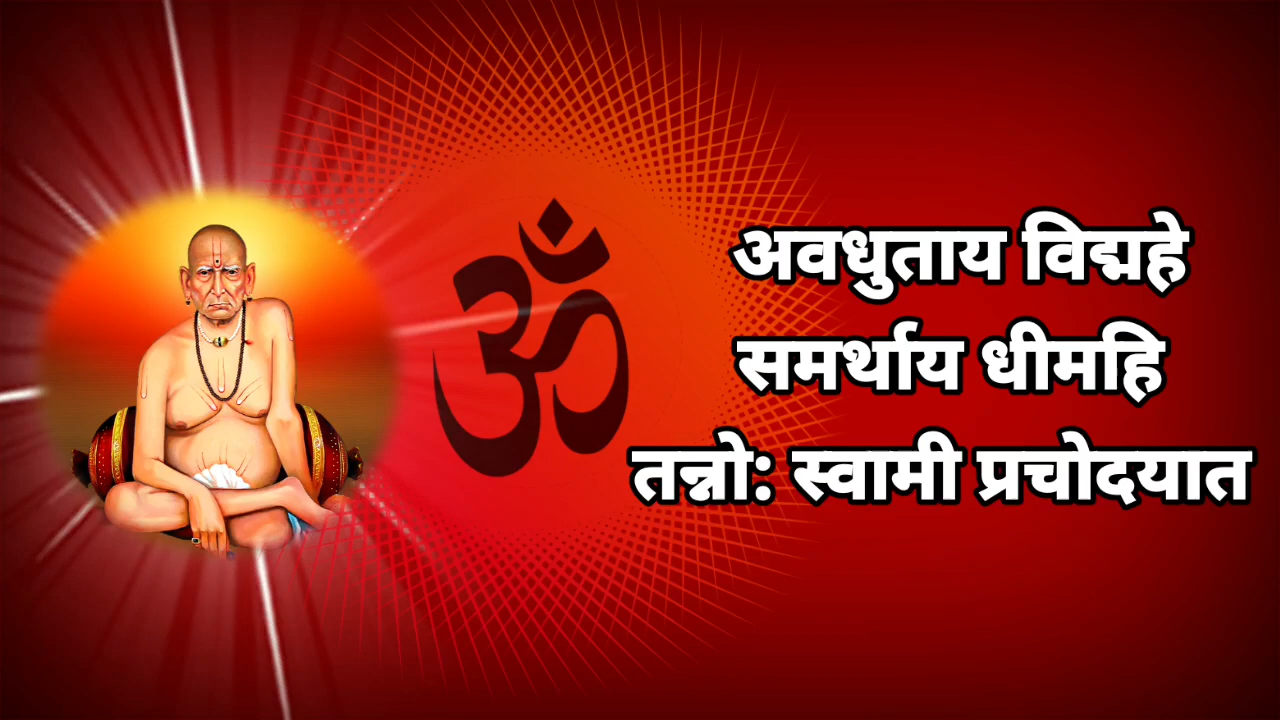 ॐ
अवधुताय विद्महे
समर्थाय धीमहि
तन्नो: स्वामी प्रचोदयात